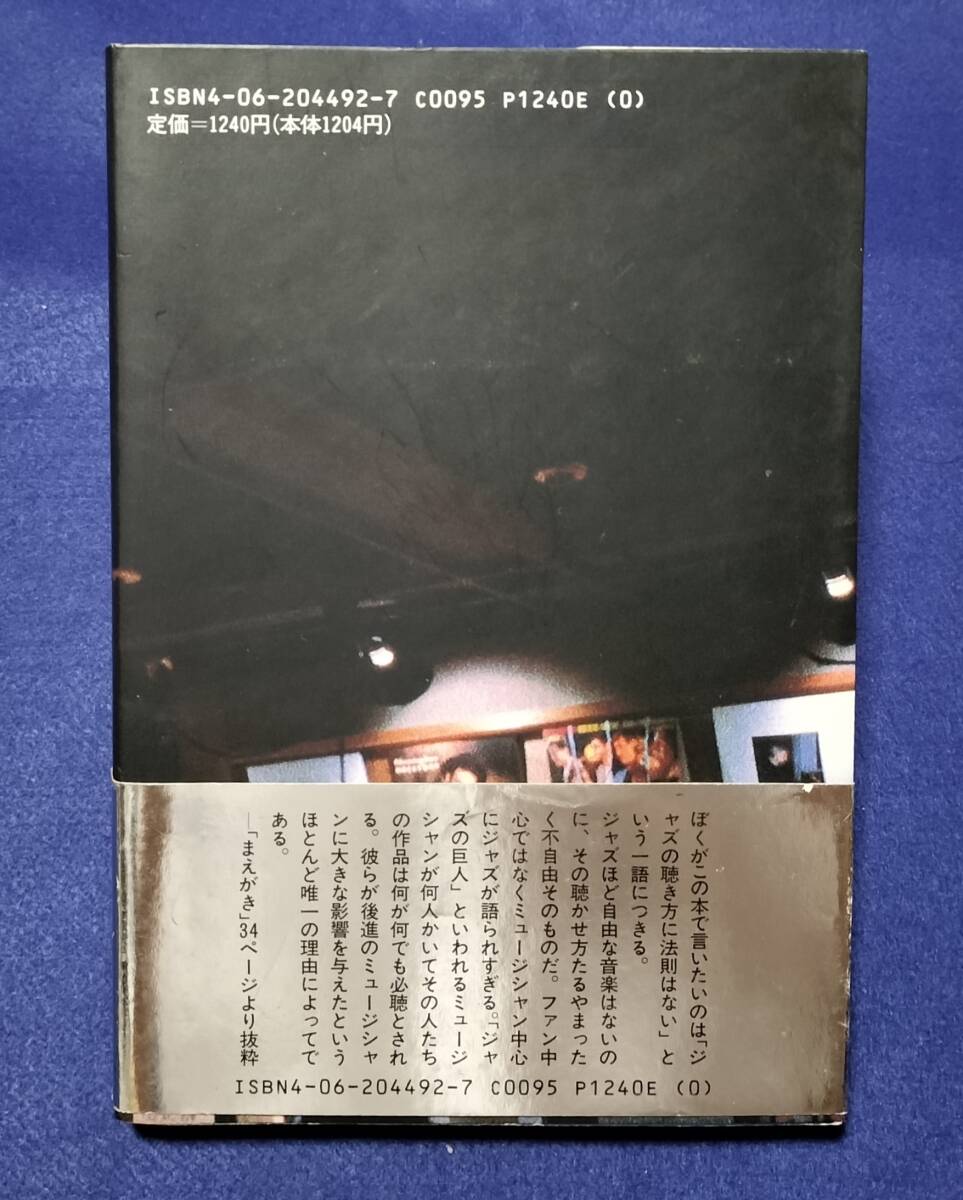 ISBN4-06-204492-7 C0095 P1240E (0)
定価=1240円(本体1204円)
ぼくがこの本で言いたいのは「ジ
ャズの聴き方に法則はない」と
いう一語につきる。
ジャズほど自由な音楽はないの
に、その聴かせ方たるやまった
く不自由そのものだ。ファン中
心ではなくミュージシャン中心
にジャズが語られすぎる。「ジャ
ズの巨人」といわれるミュージ
シャンが何人かいてその人たち
の作品は何が何でも必聴とされ
る。彼らが後進のミュージシャ
ンに大きな影響を与えたという
ほとんど唯一の理由によってで
ある。
―「まえがき」34ページより抜粋
ISBN4-06-204492-7 C0095 P1240E (0)